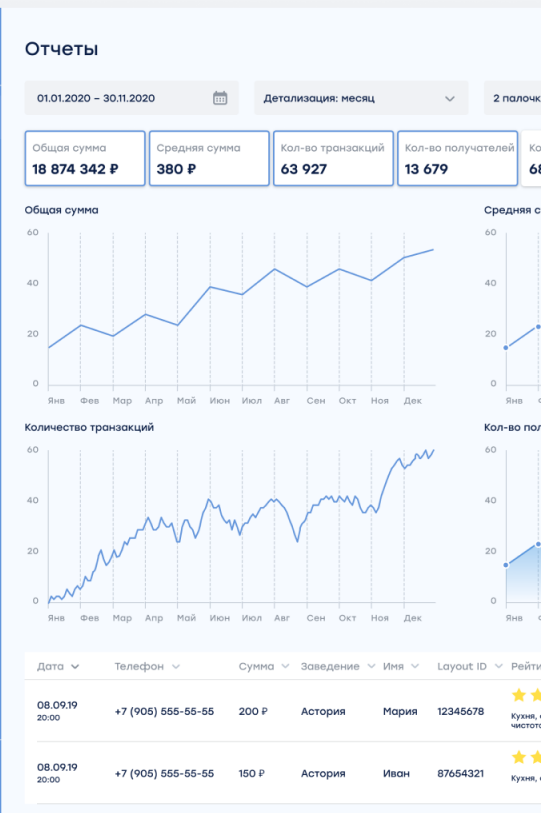 Отчеты
01.01.2020 – 30.11.2020 Детализация: месяц 2 палочк
Общая сумма Средняя сумма Кол-во транзакций Кол-во получателей Ко
18 874 342 ₽ 380 ₽ 63 927 13 679 68
Общая сумма Средняя с
60 60
40 40
20 20
0 0
Янв Фев Мар Апр Май Июн Июл Авг Сен Окт Ноя Дек Янв
Количество транзакций Кол-во пол
60 60
40 40
20 20
0 0
Янв Фев Мар Апр Май Июн Июл Авг Сен Окт Ноя Дек Янв
Дата Телефон Сумма Заведение Имя Layout ID Рейти
08.09.19 +7 (905) 555-55-55 200 ₽ Астория Мария 12345678
20:00 Кухня,
чистот
08.09.19 +7 (905) 555-55-55 150 ₽ Астория Иван 87654321
20:00 Кухня,